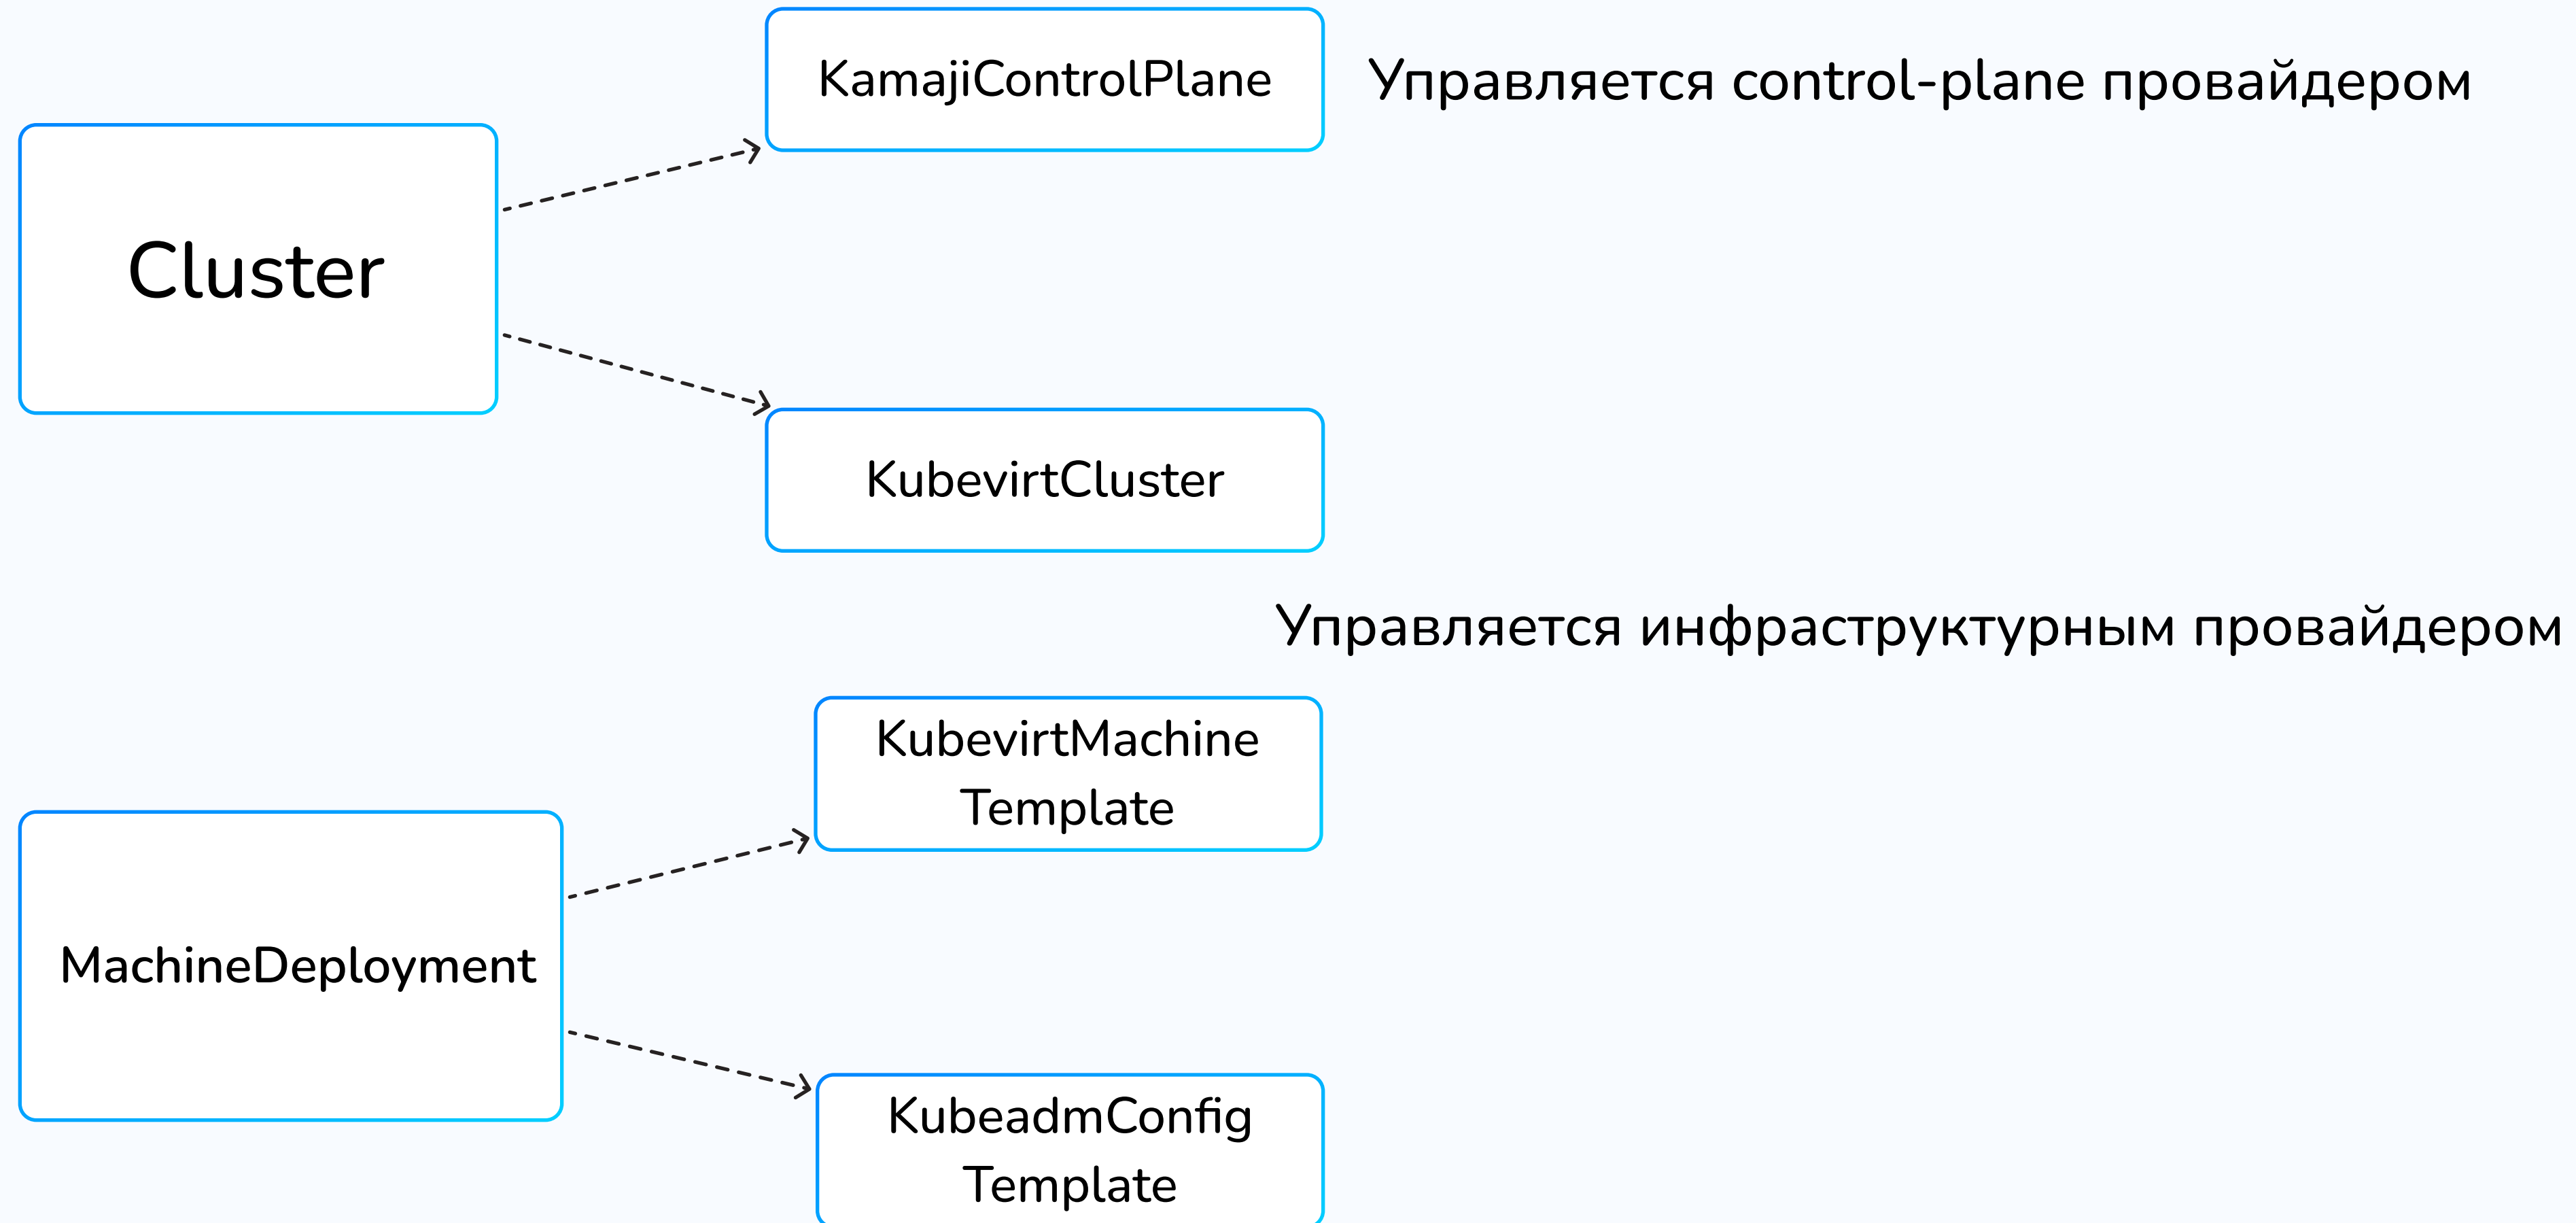 KamajiControlPlane
Управляется control-plane провайдером
Cluster
KubevirtCluster
Управляется инфраструктурным провайдером
KubevirtMachine
Template
MachineDeployment
KubeadmConfig
Template